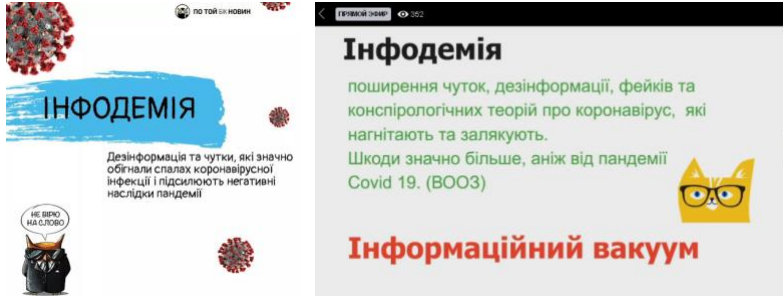 ПО ТОЙ БІК НОВИН
ІНФОДЕМІЯ
Дезінформація та чутки, які значно
обігнали спалах коронавірусної
інфекції і підсилюють негативні
наслідки пандемії
НЕ ВІРЮ
НА СЛОВО
ПРЯМОЙ ЭФИР
352
Інфодемія
поширення чуток, дезінформації, фейків та
конспірологічних теорій про коронавірус, які
нагнітають та залякують.
Шкоди значно більше, аніж від пандемії
Covid 19. (ВООЗ)
Інформаційний вакуум